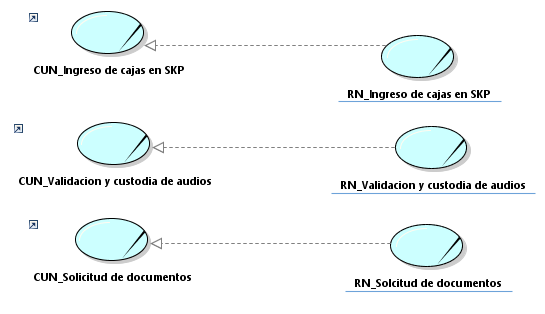 CUN_Ingreso de cajas en SKP
RN_Ingreso de cajas en SKP
CUN_Validacion y custodia de audios
RN_Validacion y custodia de audios
CUN_Solicitud de documentos
RN_Solcitud de documentos